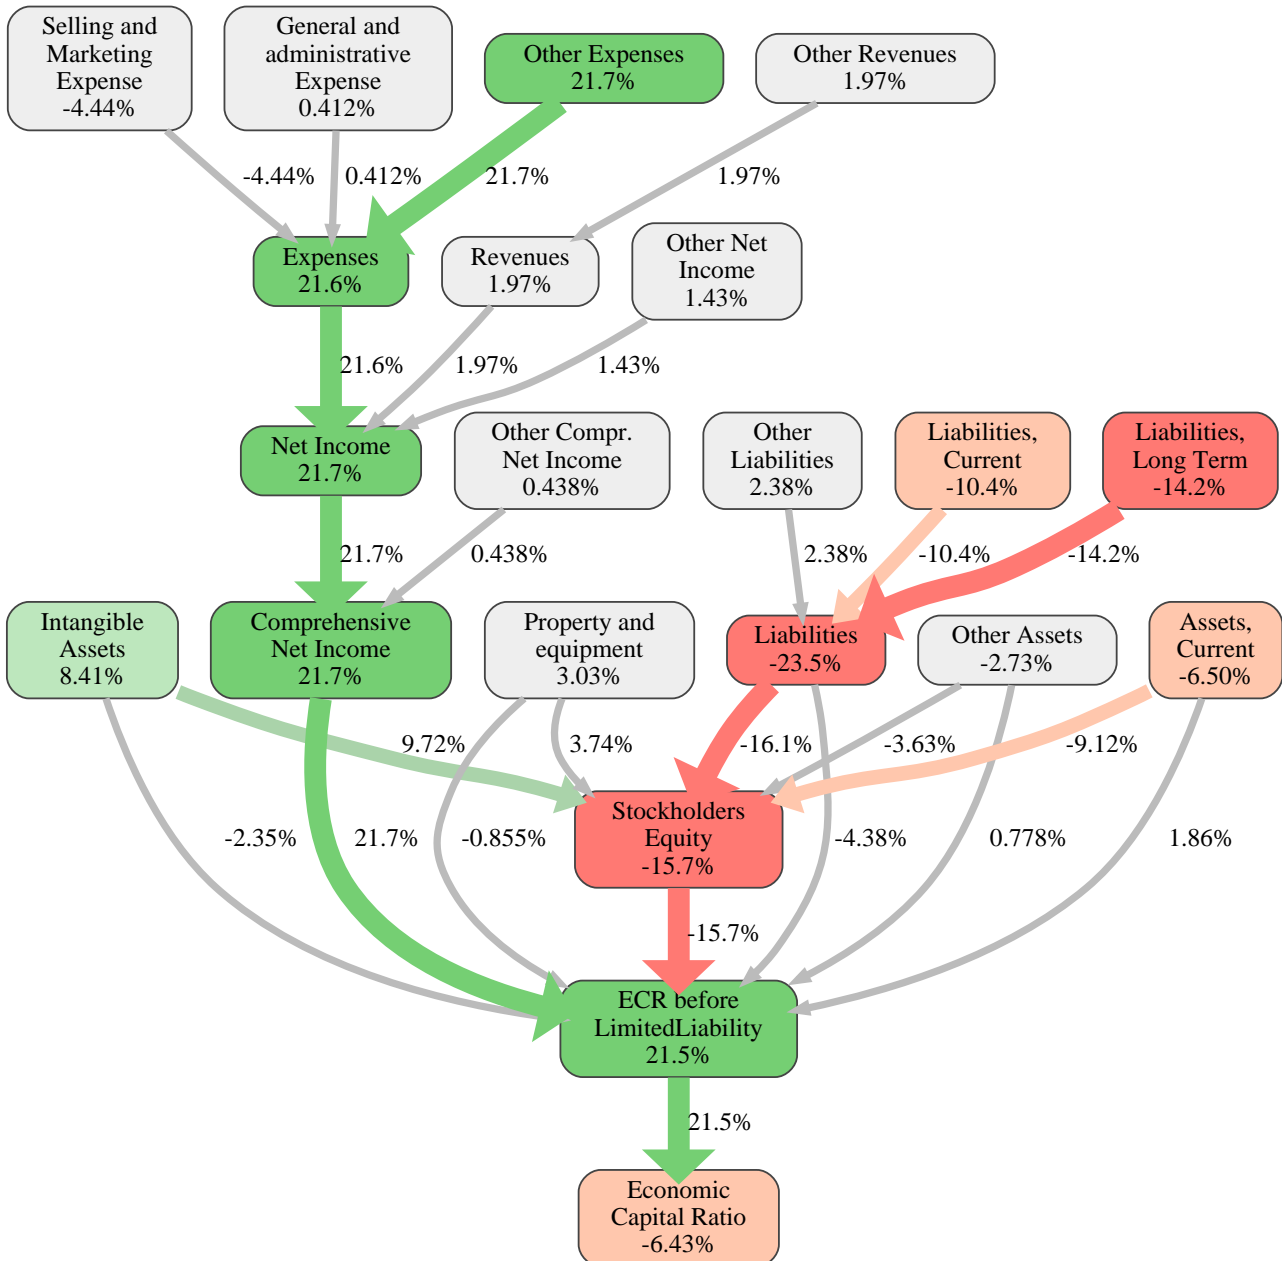 Selling and
Marketing
Expense
-4.44%
General and
administrative
Expense
0.412%
Other Expenses
21.7%
Other Revenues
1.97%
-4.44%
0.412%
21.7%
1.97%
Expenses
21.6%
Revenues
1.97%
Other Net
Income
1.43%
21.6%
1.97%
1.43%
Net Income
21.7%
Other Compr.
Net Income
0.438%
Other
Liabilities
2.38%
Liabilities,
Current
-10.4%
Liabilities,
Long Term
-14.2%
21.7%
0.438%
2.38%
-10.4%
-14.2%
Intangible
Assets
8.41%
Comprehensive
Net Income
21.7%
Property and
equipment
3.03%
Liabilities
-23.5%
Other Assets
-2.73%
Assets,
Current
-6.50%
9.72%
3.74%
-16.1%
-3.63%
-9.12%
Stockholders
Equity
-15.7%
-2.35%
21.7%
-0.855%
-4.38%
0.778%
1.86%
-15.7%
ECR before
LimitedLiability
21.5%
21.5%
Economic
Capital Ratio
-6.43%